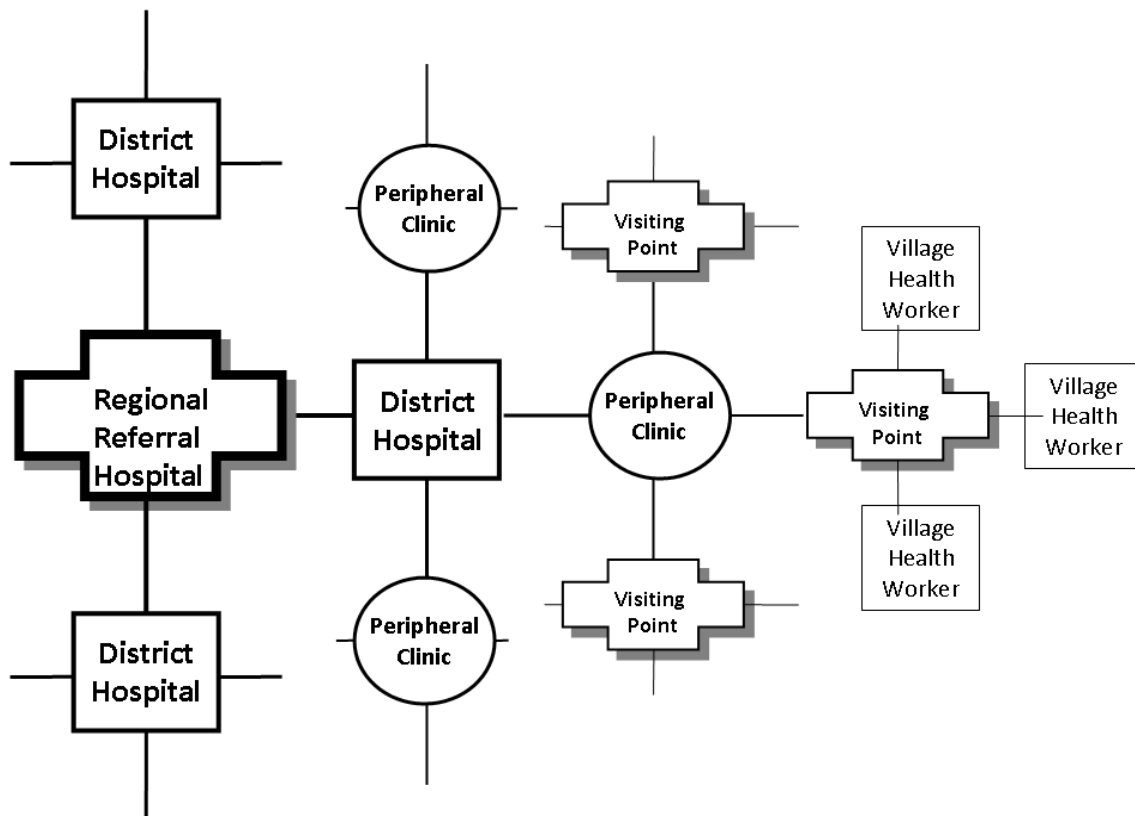 District
Hospital
Peripheral
Clinic
Visiting
Point
Village
Health
Worker
Regional
Referral
Hospital
District
Hospital
Peripheral
Clinic
Visiting
Point
Village
Health
Worker
Village
Health
Worker
District
Hospital
Peripheral
Clinic
Visiting
Point